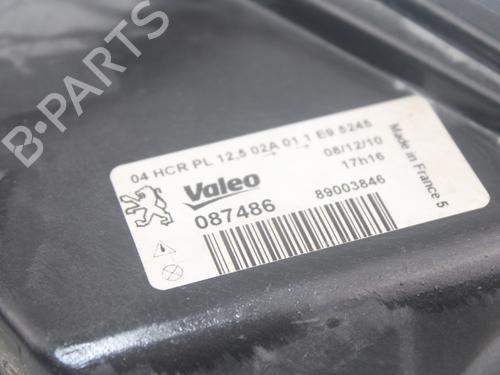 B-PARTS
04 HCR PL 12,5 02A 01 1 E9 5245
Valeo
08/12/10
17h16
087486
89003846
Made in France 5